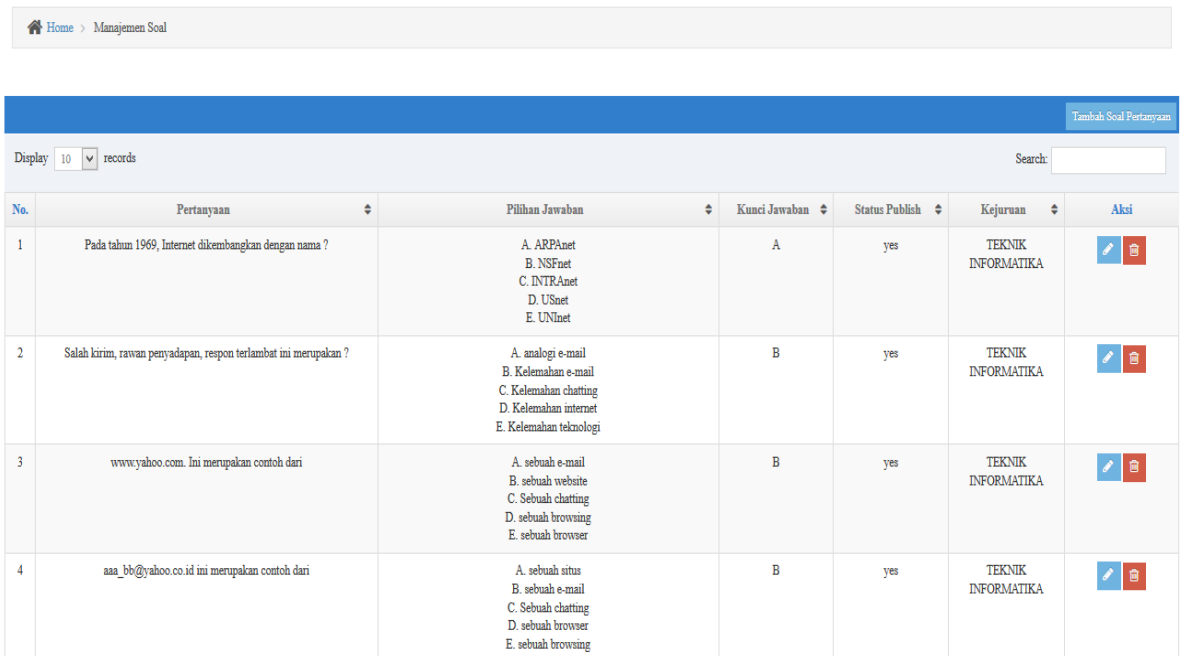 Home > Manajemen Soal
Tambah Soal Pertanyaan
Display 10 records
Search:
No. Pertanyaan Pilihan Jawaban Kunci Jawaban Status Publish Kejuruan Aksi
1 Pada tahun 1969, Internet dikembangkan dengan nama ? A. ARPAnet A yes TEKNIK
B. NSFnet INFORMATIKA
C. INTRAnet
D. USnet
E. UNInet
2 Salah kirim, rawan penyadapan, respon terlambat ini merupakan ? A. analogi e-mail B yes TEKNIK
B. Kelemahan e-mail INFORMATIKA
C. Kelemahan chatting
D. Kelemahan internet
E. Kelemahan teknologi
3 www.yahoo.com. Ini merupakan contoh dari A. sebuah e-mail B yes TEKNIK
B. sebuah website INFORMATIKA
C. Sebuah chatting
D. sebuah browsing
E. sebuah browser
4 aaa_bb@yahoo.co.id ini merupakan contoh dari A. sebuah situs B yes TEKNIK
B. sebuah e-mail INFORMATIKA
C. Sebuah chatting
D. sebuah browser
E. sebuah browsing